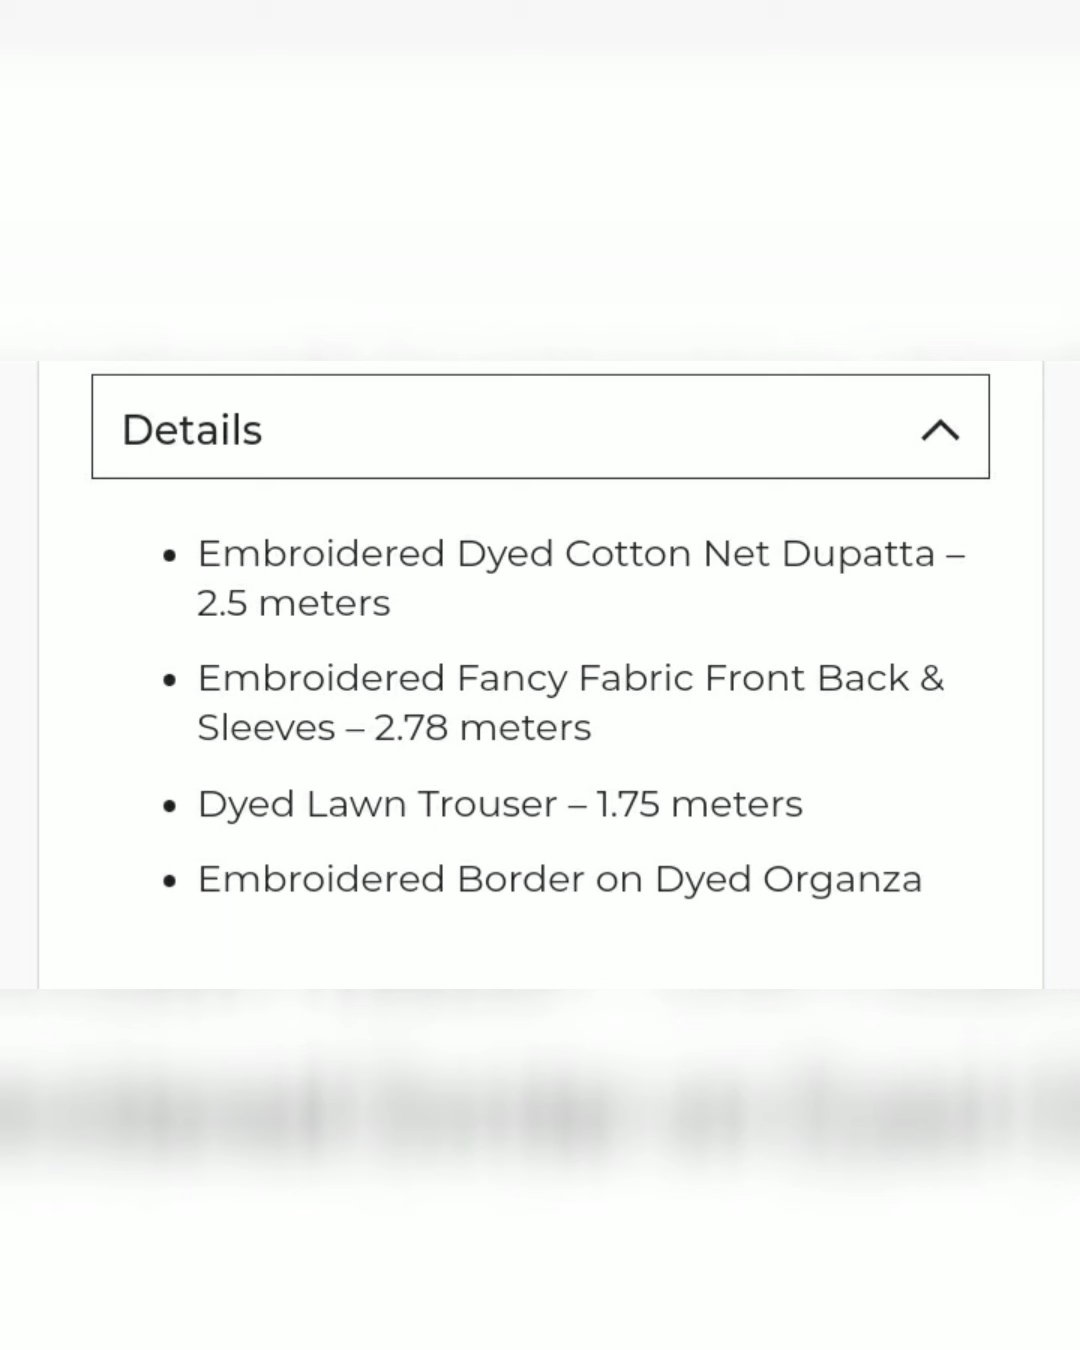 Details
• Embroidered Dyed Cotton Net Dupatta –
2.5 meters
• Embroidered Fancy Fabric Front Back &
Sleeves – 2.78 meters
• Dyed Lawn Trouser – 1.75 meters
• Embroidered Border on Dyed Organza